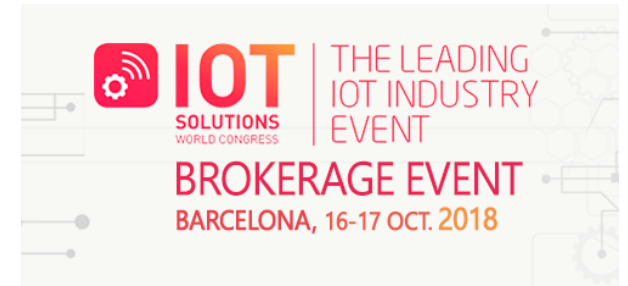 IOT
SOLUTIONS
WORLD CONGRESS
THE LEADING
IOT INDUSTRY
EVENT
BROKERAGE EVENT
BARCELONA, 16-17 OCT. 2018